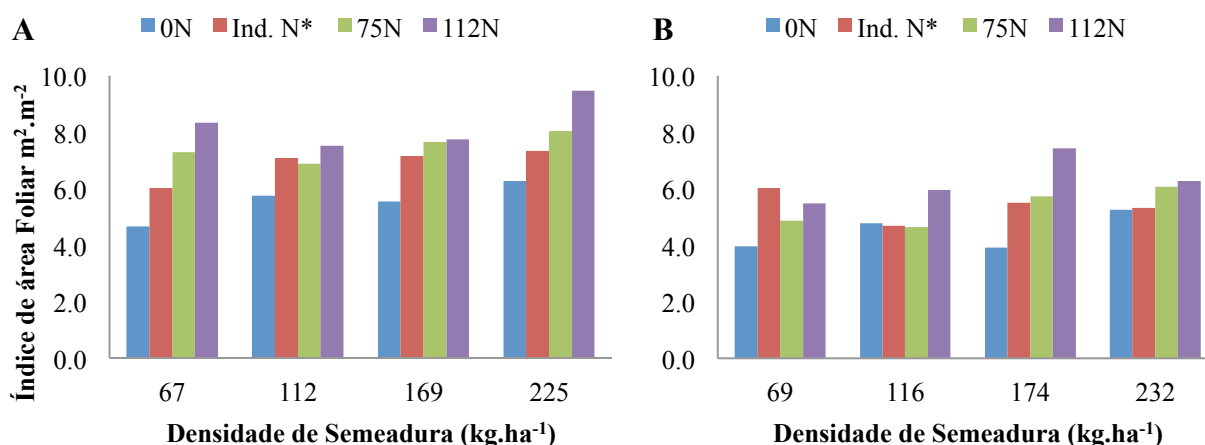 A
0N Ind. N* 75N 112N
Índice de área Foliar m².m⁻²
10.0
8.0
6.0
4.0
2.0
0.0
67 112 169 225
Densidade de Semeadura (kg.ha⁻¹)
B
0N Ind. N* 75N 112N
10.0
8.0
6.0
4.0
2.0
0.0
69 116 174 232
Densidade de Semeadura (kg.ha⁻¹)